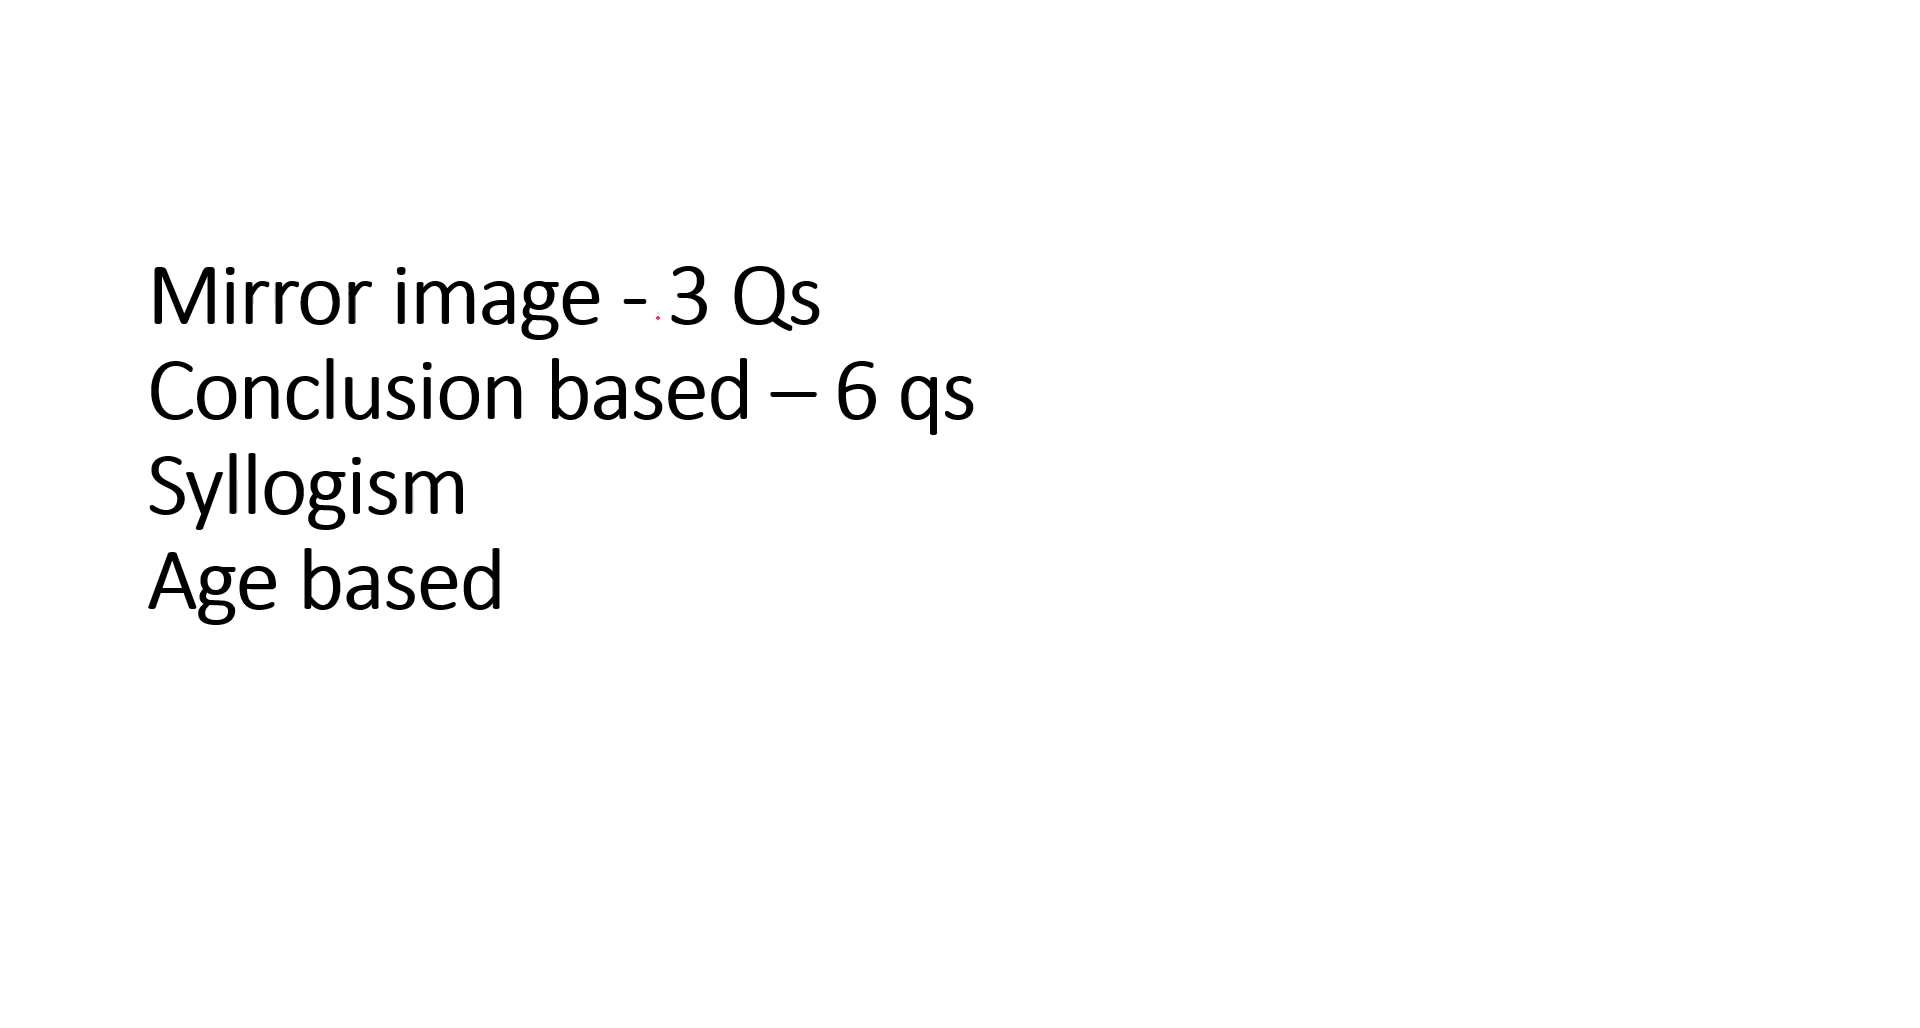 Mirror image - 3 Qs
Conclusion based – 6 qs
Syllogism
Age based